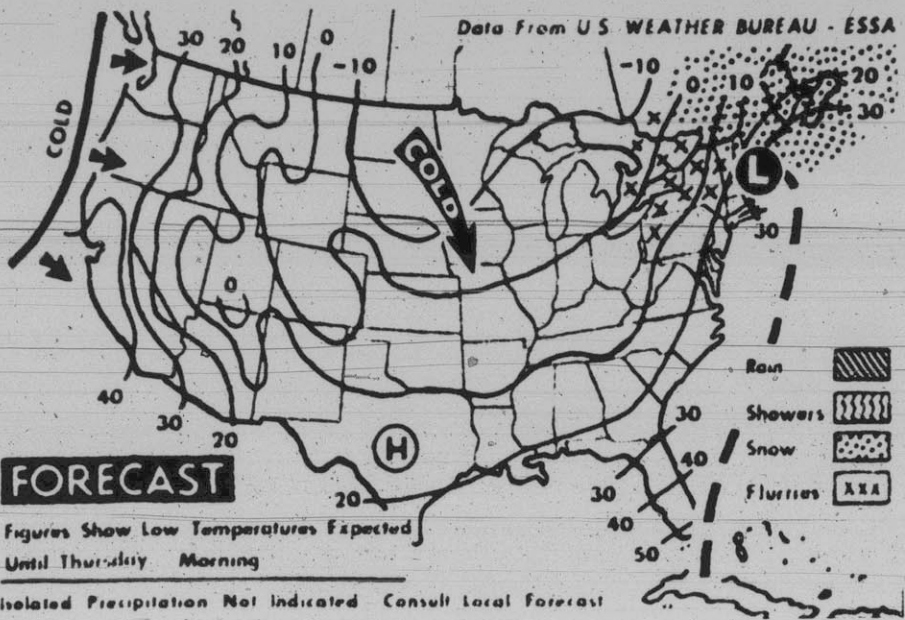 Data From U.S. WEATHER BUREAU - ESSA
30 20 10 0 -10 -10 0 10 20 30
COLD
COLD
L
30
0
40
30
20
H
20
30
40
30
40
50
Rain
Showers
Snow
Flurries
XXX
FORECAST
Figures Show Low Temperatures Expected
Until Thursday Morning
Isolated Precipitation Not Indicated Consult Local Forecast